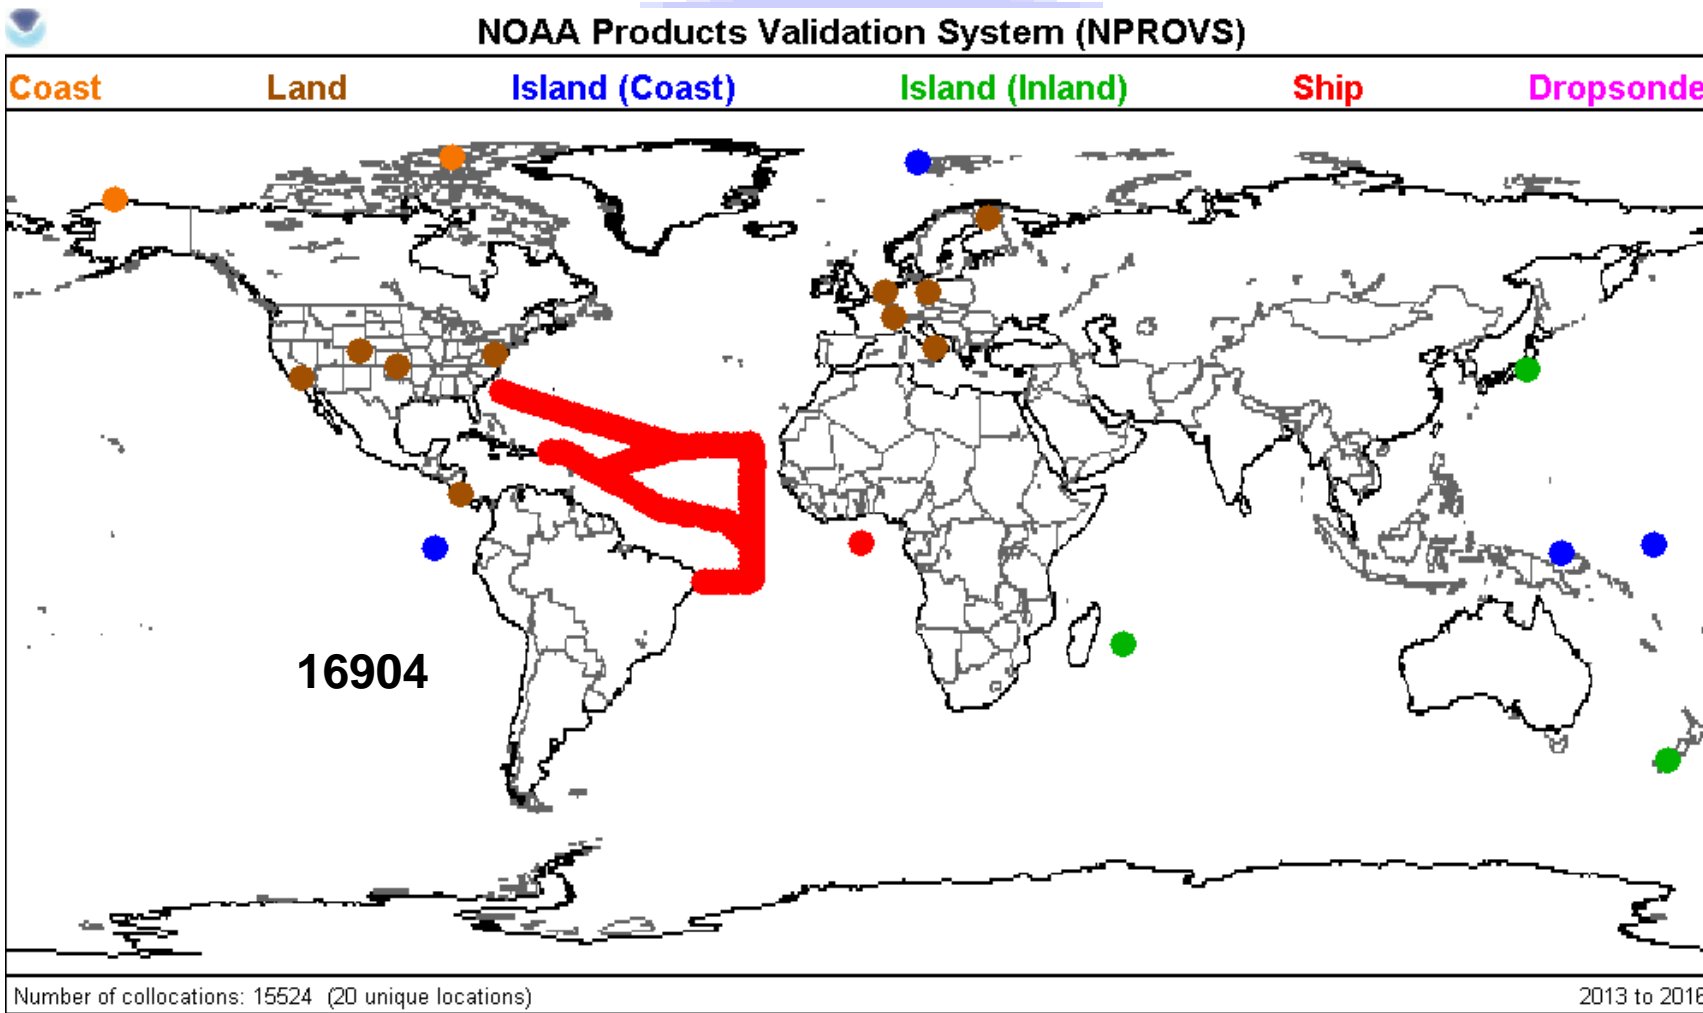 NOAA Products Validation System (NPROVS)
Coast Land Island (Coast) Island (Inland) Ship Dropsonde
16904
Number of collocations: 15524 (20 unique locations) 2013 to 2016